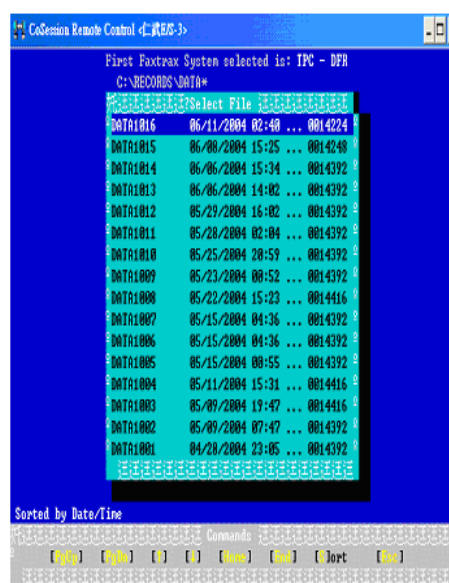 CoSession Remote Control <仁武E/S-3>
First Faxtrax System selected is: TPC - DFR
C:\RECORDS\DATA*
?Select File
DATA1016 06/11/2004 02:40 ... 0014224
DATA1015 06/08/2004 15:25 ... 0014248
DATA1014 06/06/2004 15:34 ... 0014392
DATA1013 06/06/2004 14:02 ... 0014392
DATA1012 05/29/2004 16:02 ... 0014392
DATA1011 05/28/2004 02:04 ... 0014392
DATA1010 05/25/2004 20:59 ... 0014392
DATA1009 05/23/2004 00:52 ... 0014392
DATA1008 05/22/2004 15:23 ... 0014416
DATA1007 05/15/2004 04:36 ... 0014392
DATA1006 05/15/2004 04:36 ... 0014392
DATA1005 05/15/2004 00:55 ... 0014392
DATA1004 05/11/2004 15:31 ... 0014416
DATA1003 05/09/2004 19:47 ... 0014416
DATA1002 05/09/2004 07:47 ... 0014392
DATA1001 04/28/2004 23:05 ... 0014392
Sorted by Date/Time
Commands
[PgUp] [PgDn] [↑] [↓] [Home] [End] [S]ort [Esc]